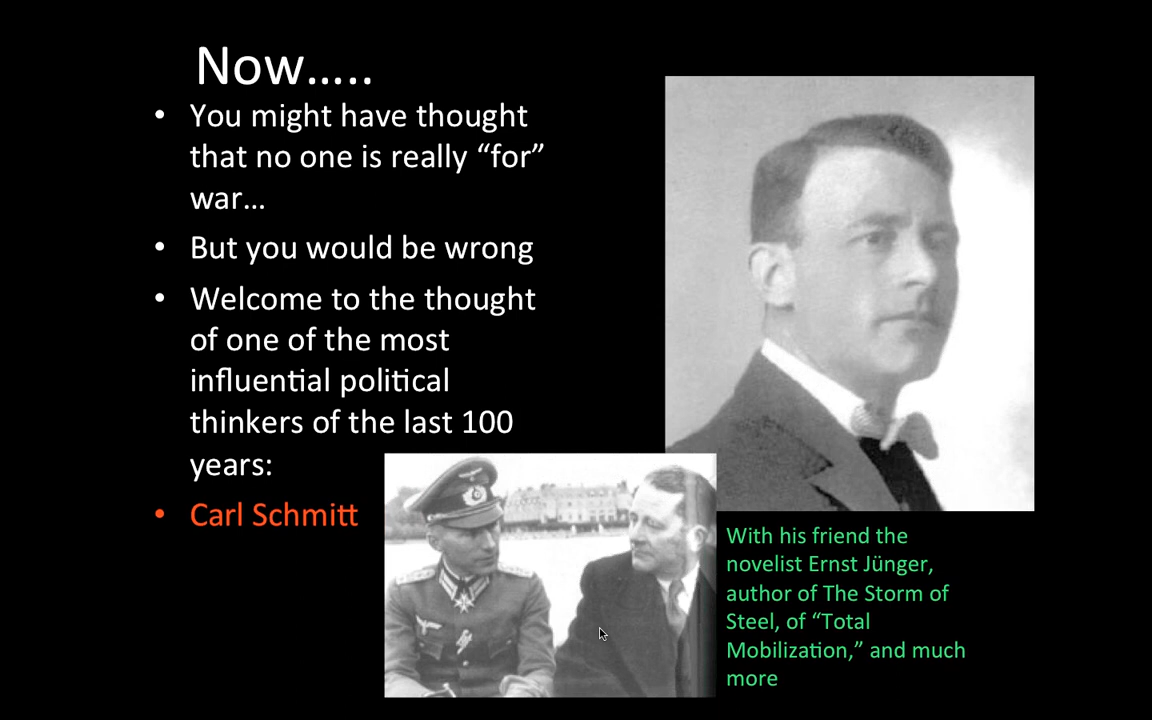 Now…..
• You might have thought
that no one is really “for”
war…
• But you would be wrong
• Welcome to the thought
of one of the most
influential political
thinkers of the last 100
years:
• Carl Schmitt
With his friend the
novelist Ernst Jünger,
author of The Storm of
Steel, of “Total
Mobilization,” and much
more